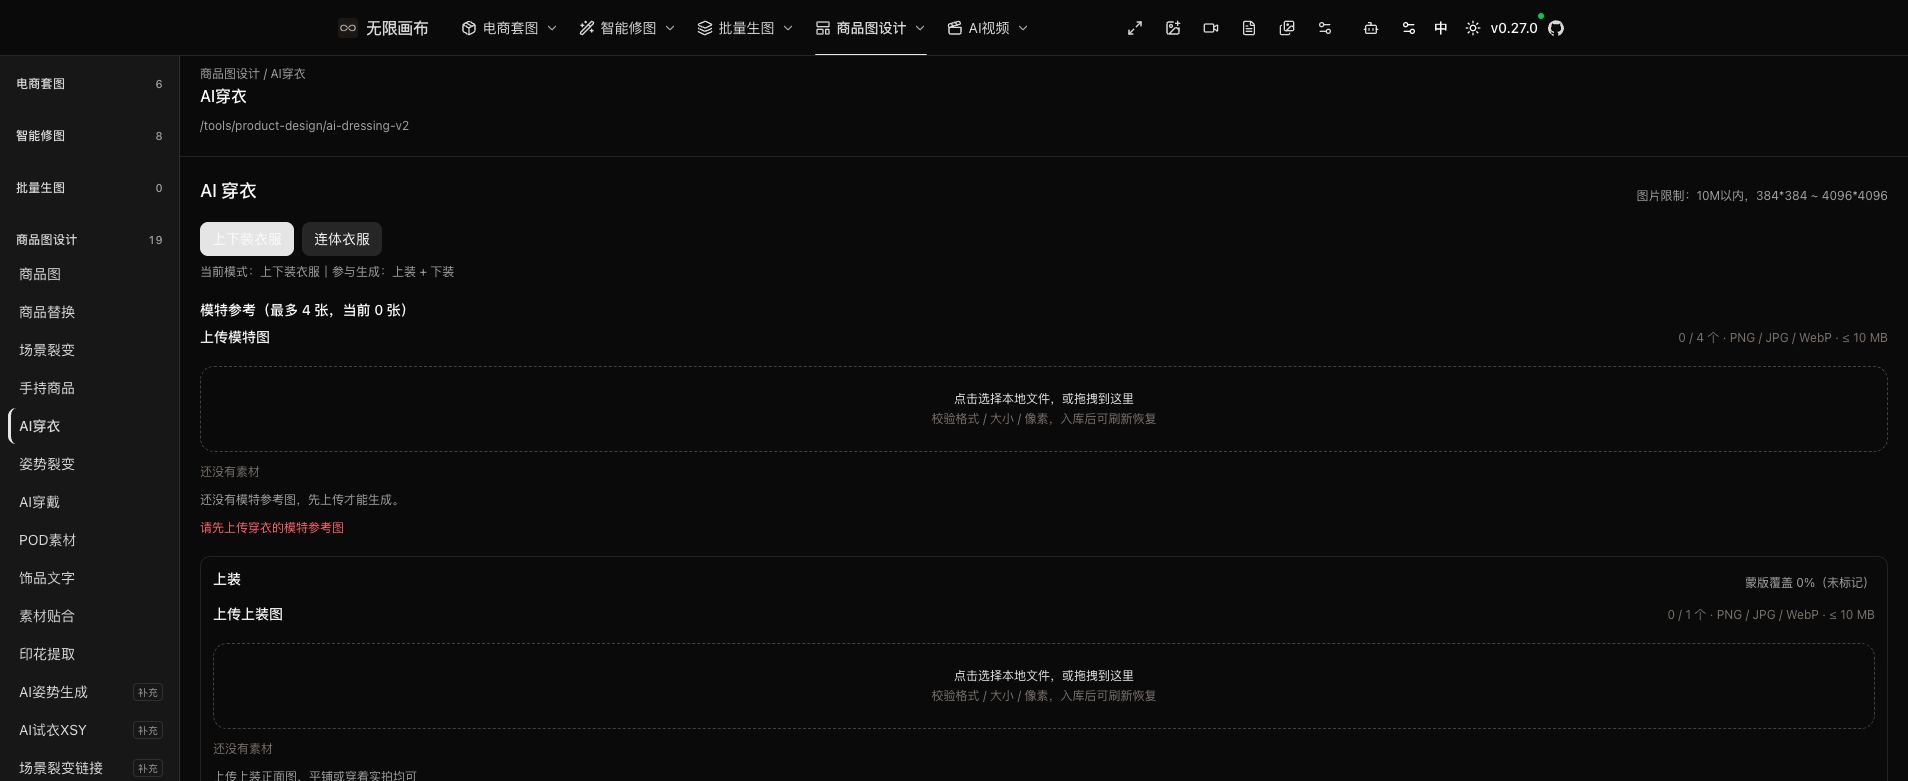 无限画布
电商套图
智能修图
批量生图
商品图设计
AI视频
中
v0.27.0
电商套图 6
智能修图 8
批量生图 0
商品图设计 19
商品图
商品替换
场景裂变
手持商品
AI穿衣
姿势裂变
AI穿戴
POD素材
饰品文字
素材贴合
印花提取
AI姿势生成 补充
AI试衣XSY 补充
场景裂变链接 补充
商品图设计 / AI穿衣
AI穿衣
/tools/product-design/ai-dressing-v2
AI 穿衣
图片限制：10M以内，384*384 ~ 4096*4096
上下装衣服
连体衣服
当前模式：上下装衣服 | 参与生成：上装 + 下装
模特参考（最多 4 张，当前 0 张）
上传模特图
0 / 4 个 · PNG / JPG / WebP · ≤ 10 MB
点击选择本地文件，或拖拽到这里
校验格式 / 大小 / 像素，入库后可刷新恢复
还没有素材
还没有模特参考图，先上传才能生成。
请先上传穿衣的模特参考图
上装
蒙版覆盖 0%（未标记）
上传上装图
0 / 1 个 · PNG / JPG / WebP · ≤ 10 MB
点击选择本地文件，或拖拽到这里
校验格式 / 大小 / 像素，入库后可刷新恢复
还没有素材
上传上装正面图，平铺或穿着实拍均可